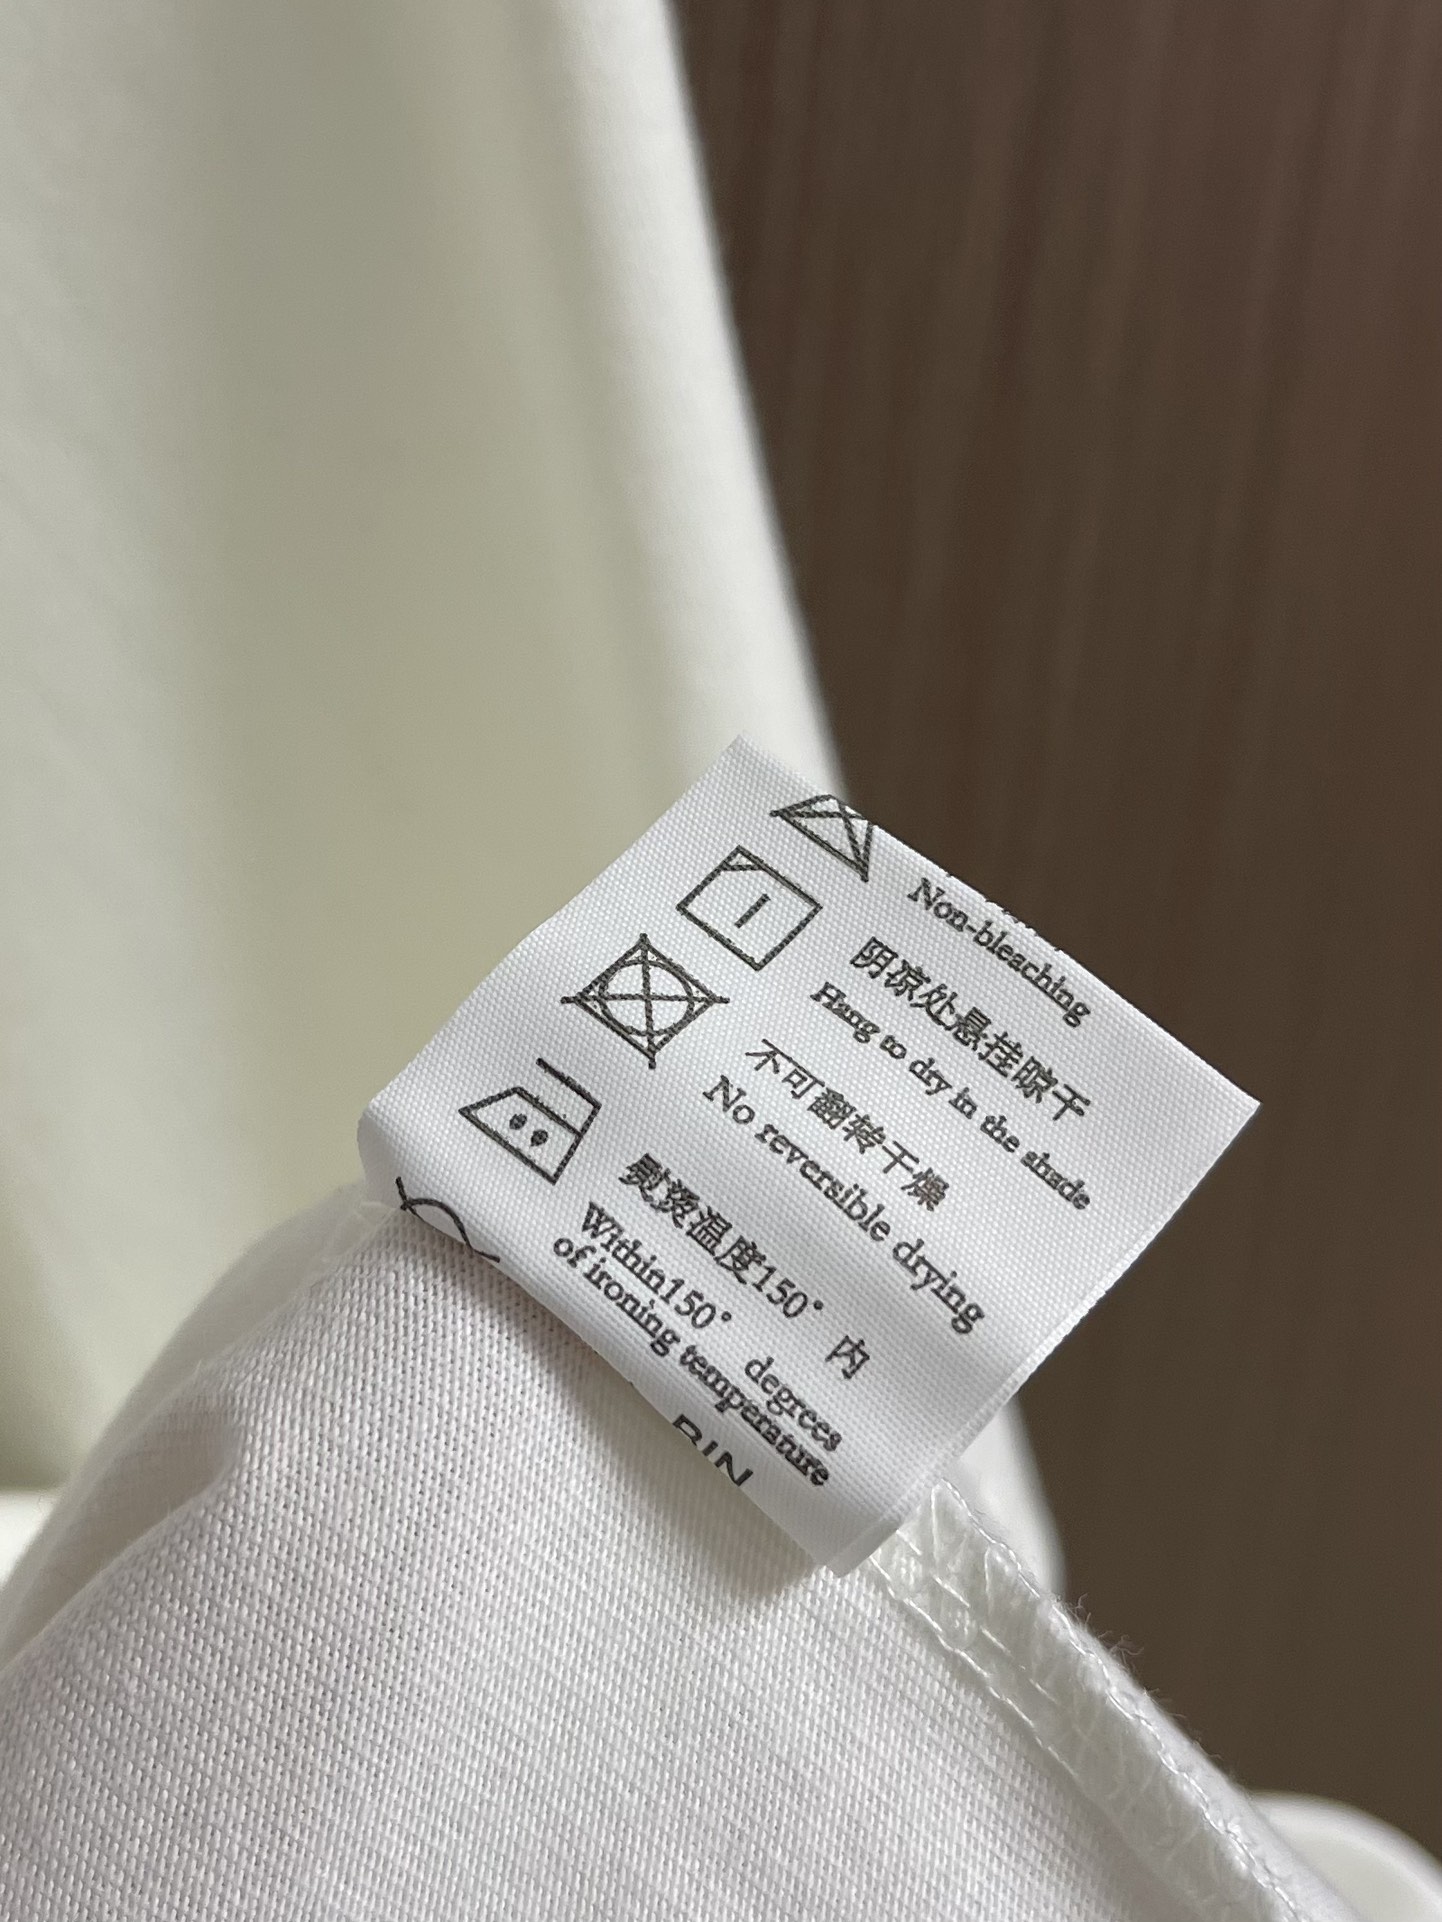 Non-bleaching
阴凉处悬挂晾干
Hang to dry in the shade
不可翻转干燥
No reversible drying
熨烫温度150° 内
Within150° degrees
of ironing temperature